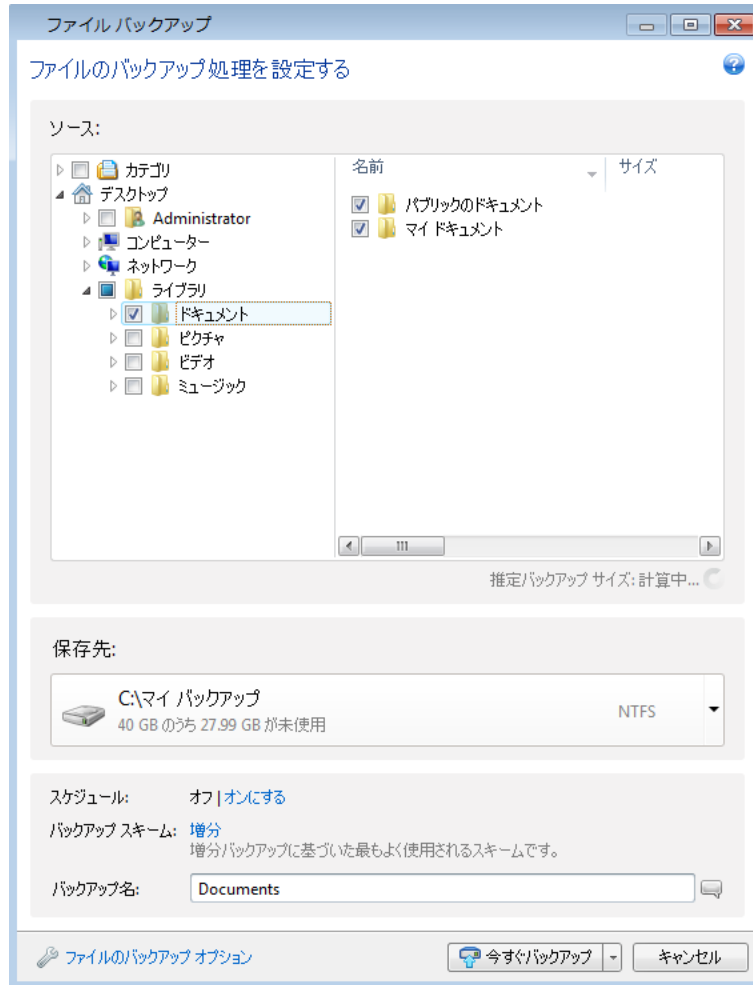 ファイル バックアップ
ファイルのバックアップ処理を設定する
ソース:
カテゴリ
デスクトップ
Administrator
コンピューター
ネットワーク
ライブラリ
ドキュメント
ピクチャ
ビデオ
ミュージック
名前 サイズ
パブリックのドキュメント
マイ ドキュメント
推定バックアップ サイズ: 計算中...
保存先:
C:\マイ バックアップ
40 GB のうち 27.99 GB が未使用
NTFS
スケジュール: オフ | オンにする
バックアップ スキーム: 増分
増分バックアップに基づいた最もよく使用されるスキームです。
バックアップ名: Documents
ファイルのバックアップ オプション 今すぐバックアップ キャンセル